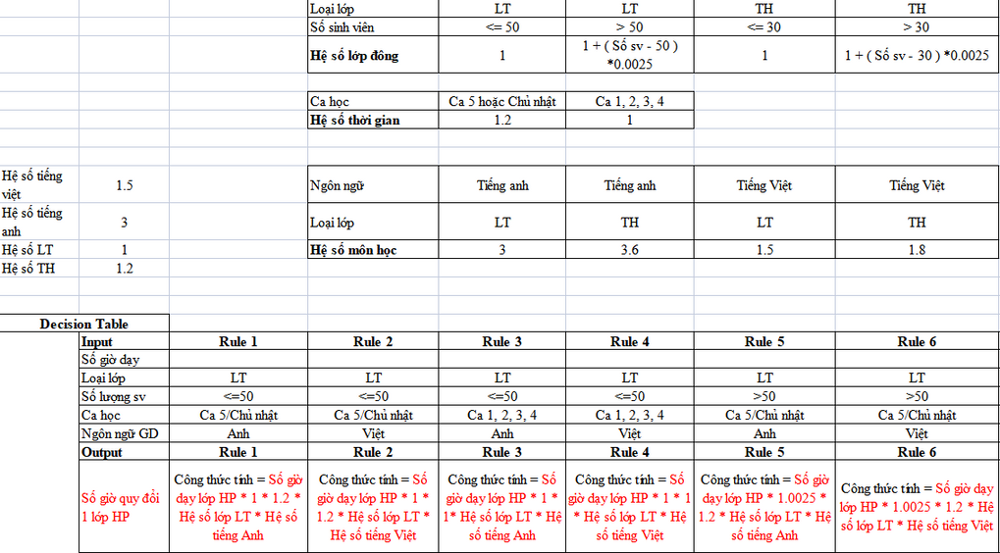 Loại lớp LT LT TH TH
Số sinh viên <= 50 > 50 <= 30 > 30
Hệ số lớp đông 1 1 + ( Số sv - 50 ) *0.0025 1 1 + ( Số sv - 30 ) *0.0025
Ca học Ca 5 hoặc Chủ nhật Ca 1, 2, 3, 4
Hệ số thời gian 1.2 1
Hệ số tiếng việt 1.5 Ngôn ngữ Tiếng anh Tiếng anh Tiếng Việt Tiếng Việt
Hệ số tiếng anh 3 Loại lớp LT TH LT TH
Hệ số LT 1 Hệ số môn học 3 3.6 1.5 1.8
Hệ số TH 1.2
Decision Table
Input Rule 1 Rule 2 Rule 3 Rule 4 Rule 5 Rule 6
Số giờ dạy
Loại lớp LT LT LT LT LT LT
Số lượng sv <=50 <=50 <=50 <=50 >50 >50
Ca học Ca 5/Chủ nhật Ca 5/Chủ nhật Ca 1, 2, 3, 4 Ca 1, 2, 3, 4 Ca 5/Chủ nhật Ca 5/Chủ nhật
Ngôn ngữ GD Anh Việt Anh Việt Anh Việt
Output Rule 1 Rule 2 Rule 3 Rule 4 Rule 5 Rule 6
Số giờ quy đổi
1 lớp HP
Công thức tính = Số giờ
dạy lớp HP * 1 * 1.2 *
Hệ số lớp LT * Hệ số
tiếng Anh
Công thức tính = Số
giờ dạy lớp HP * 1 *
1.2 * Hệ số lớp LT *
Hệ số tiếng Việt
Công thức tính = Số
giờ dạy lớp HP * 1 *
1* Hệ số lớp LT * Hệ
số tiếng Anh
Công thức tính = Số
giờ dạy lớp HP * 1 * 1
* Hệ số lớp LT * Hệ
số tiếng Việt
Công thức tính = Số giờ
dạy lớp HP * 1.0025 *
1.2 * Hệ số lớp LT * Hệ
số tiếng Anh
Công thức tính = Số giờ dạy
lớp HP * 1.0025 * 1.2 * Hệ
số lớp LT * Hệ số tiếng Việt